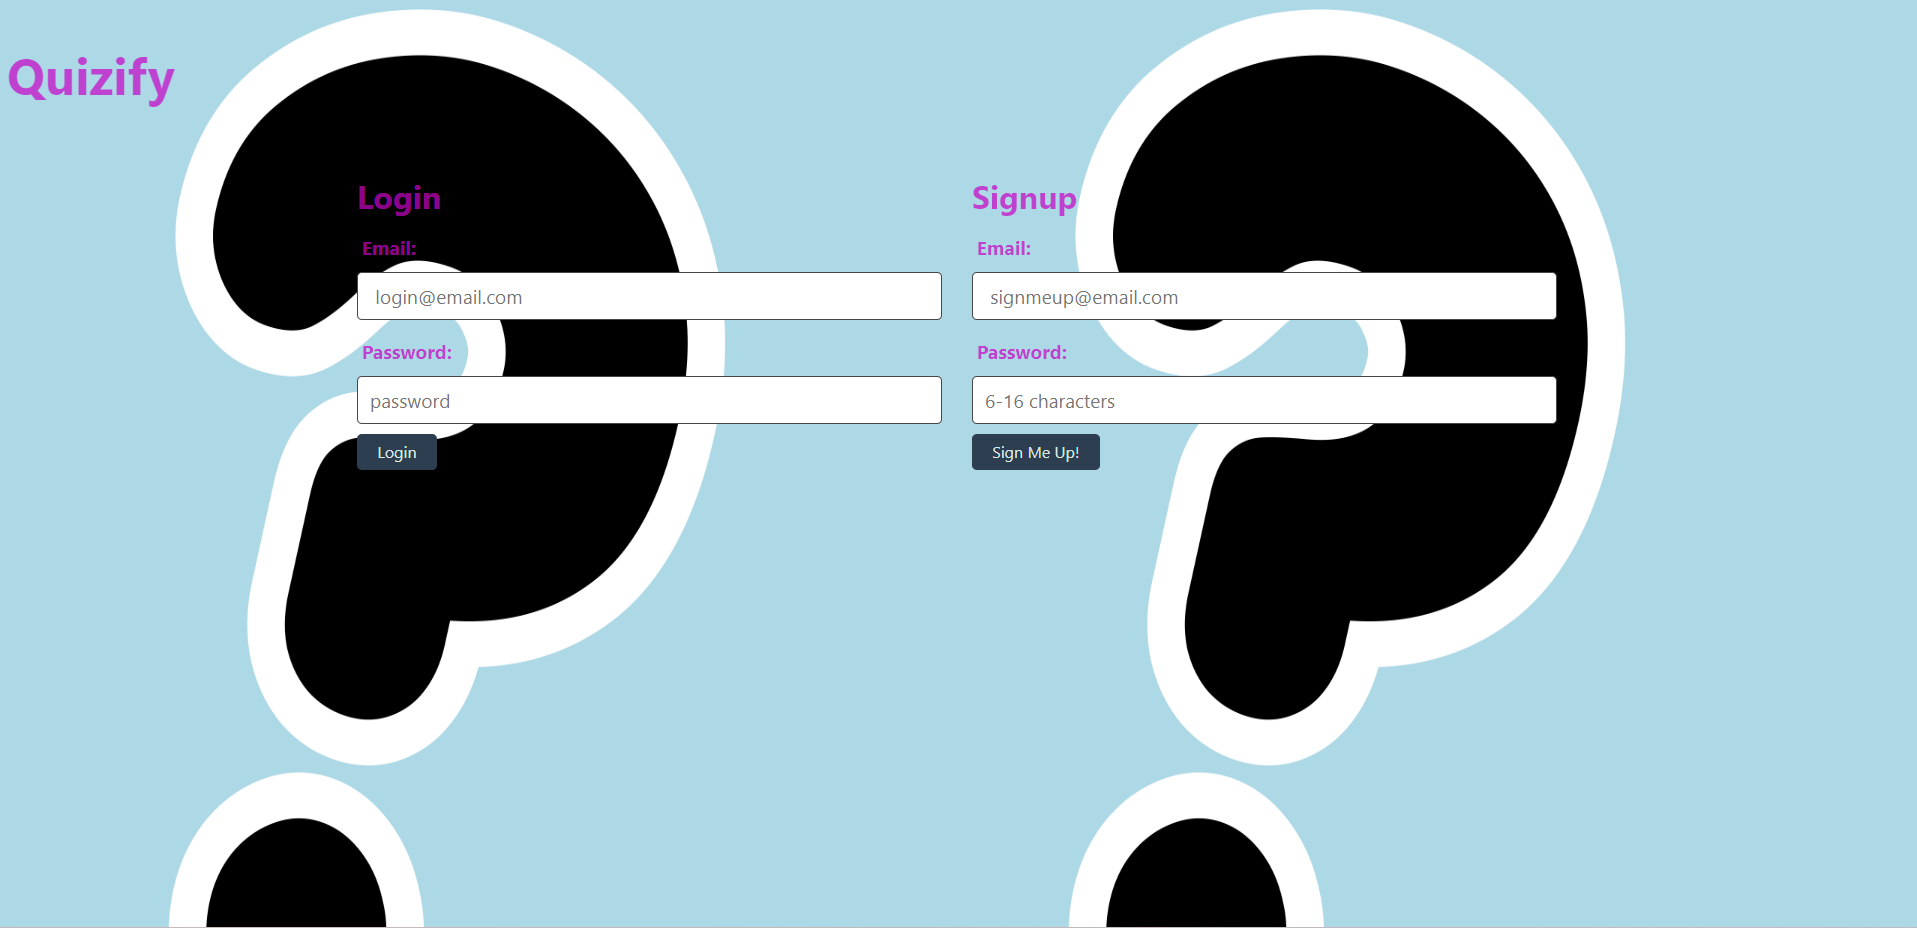 Quizify
Login
Email:
login@email.com
Password:
password
Login
Signup
Email:
signmeup@email.com
Password:
6-16 characters
Sign Me Up!